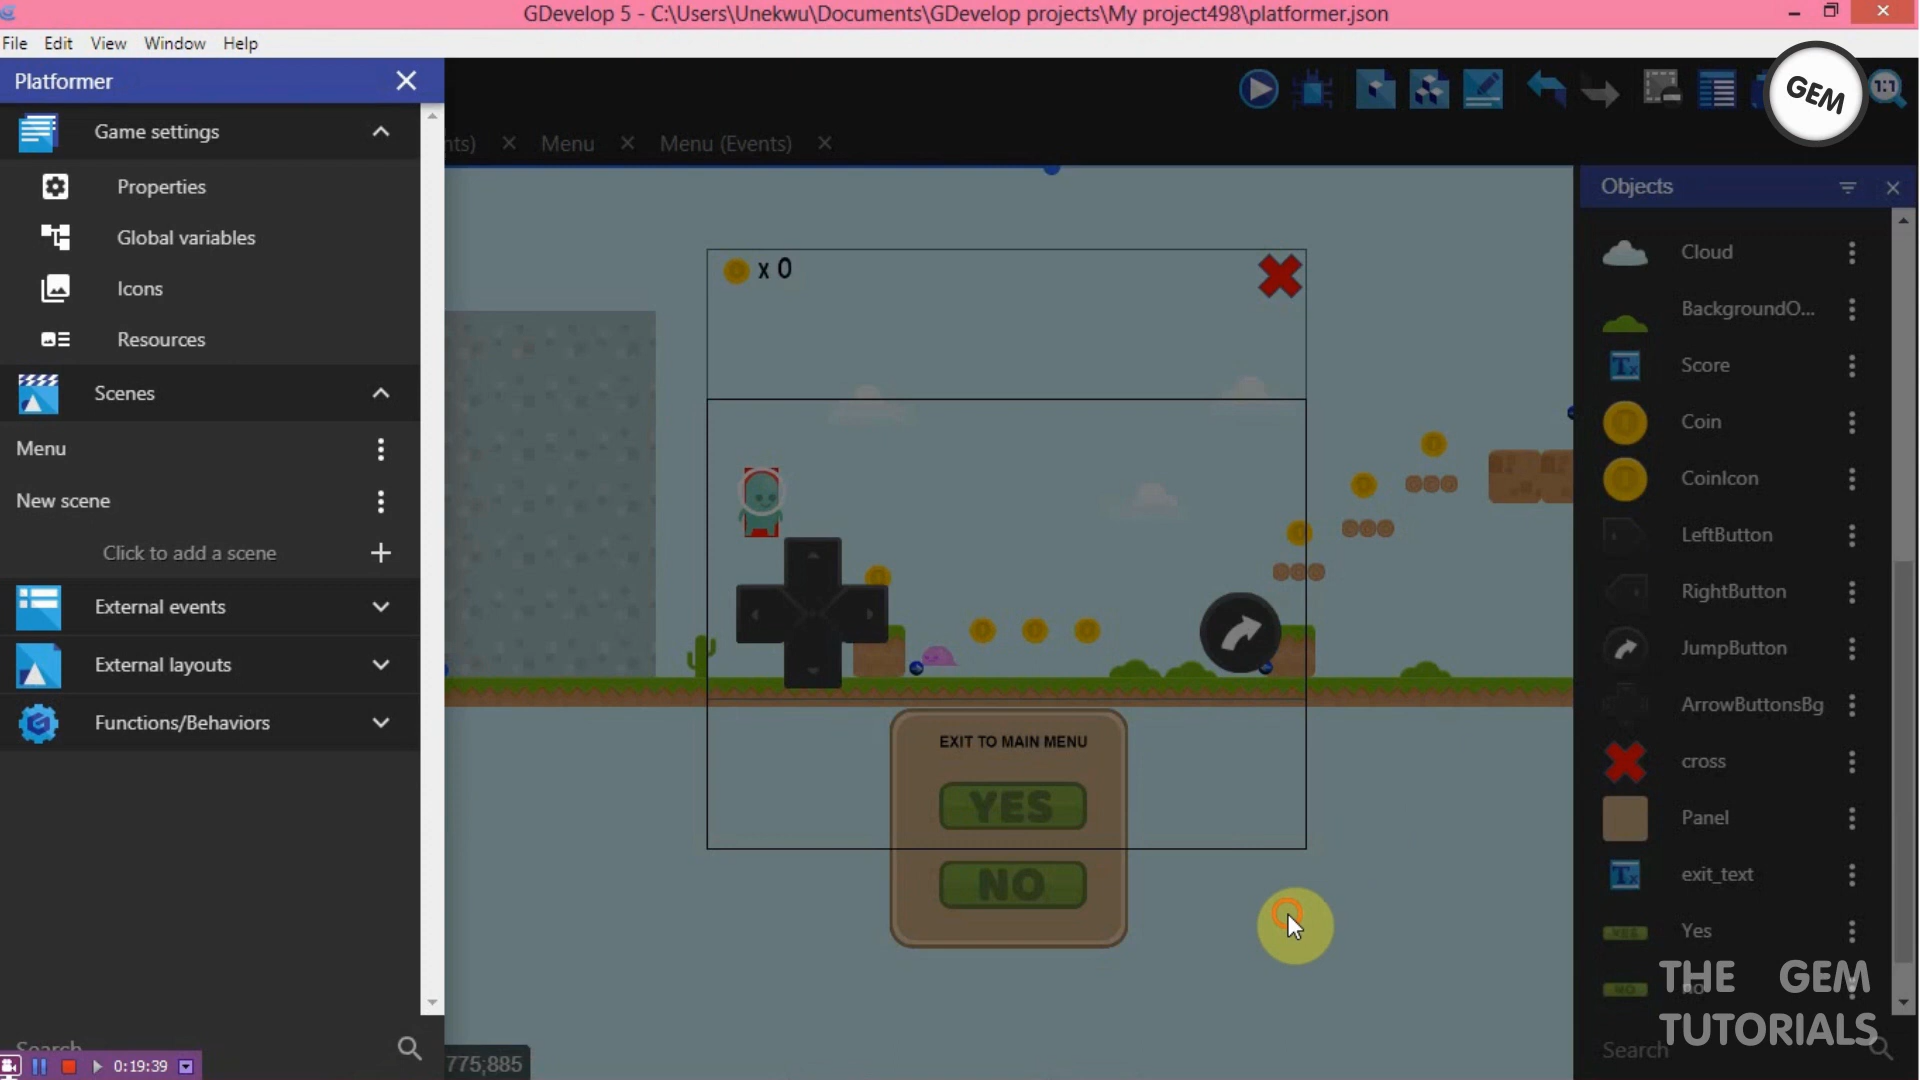 GDevelop 5 - C:\Users\Unekwu\Documents\GDevelop projects\My project498\platformer.json
File Edit View Window Help
Platformer
GEM
1:1
Game settings
nts)
Menu
Menu (Events)
Properties
Global variables
Icons
Resources
Scenes
Menu
New scene
Click to add a scene
External events
External layouts
Functions/Behaviors
Search
0:19:39
x 0
EXIT TO MAIN MENU
YES
NO
775;885
Objects
Cloud
BackgroundO...
Score
Coin
CoinIcon
LeftButton
RightButton
JumpButton
ArrowButtonsBg
cross
Panel
exit_text
Yes
no
Search
THE GEM
TUTORIALS